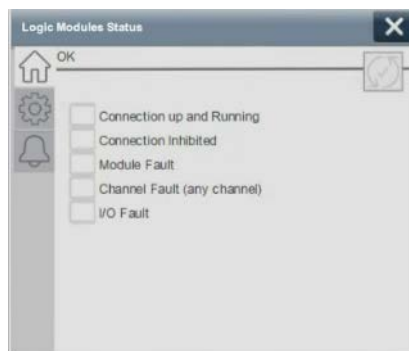 Logic Modules Status
OK
Connection up and Running
Connection Inhibited
Module Fault
Channel Fault (any channel)
I/O Fault